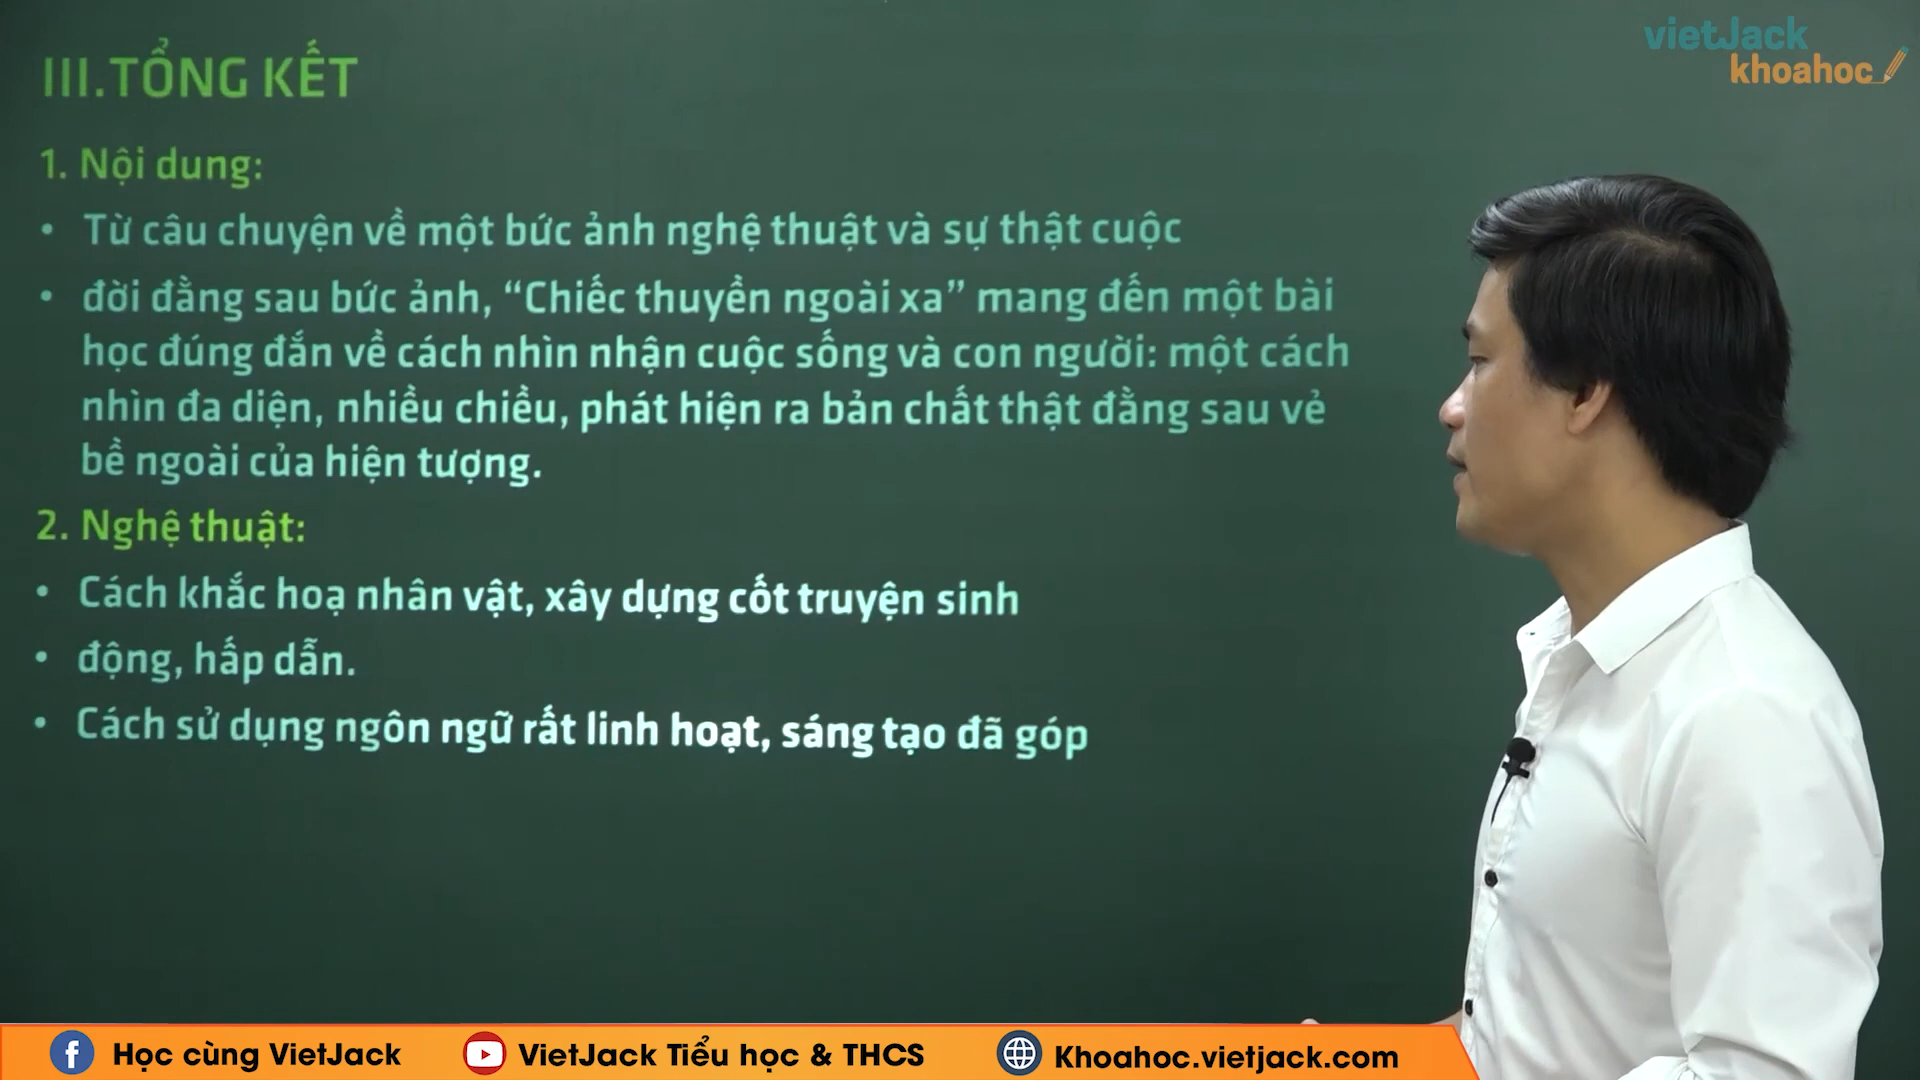 vietJack
khoahoc
III.TỔNG KẾT
1. Nội dung:
• Từ câu chuyện về một bức ảnh nghệ thuật và sự thật cuộc
• đời đằng sau bức ảnh, “Chiếc thuyền ngoài xa” mang đến một bài
học đúng đắn về cách nhìn nhận cuộc sống và con người: một cách
nhìn đa diện, nhiều chiều, phát hiện ra bản chất thật đằng sau vẻ
bề ngoài của hiện tượng.
2. Nghệ thuật:
• Cách khắc hoạ nhân vật, xây dựng cốt truyện sinh
• động, hấp dẫn.
• Cách sử dụng ngôn ngữ rất linh hoạt, sáng tạo đã góp
Học cùng VietJack
VietJack Tiểu học & THCS
Khoahoc.vietjack.com